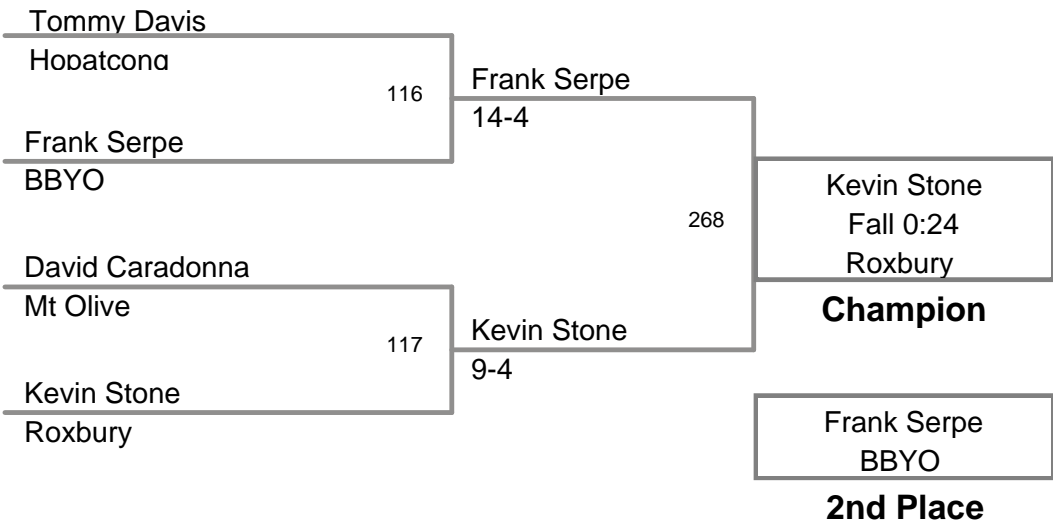 Tommy Davis
Hopatcong
116
Frank Serpe
14-4
Frank Serpe
BBYO
Kevin Stone
Fall 0:24
Roxbury
Champion
268
David Caradonna
Mt Olive
117
Kevin Stone
9-4
Kevin Stone
Roxbury
Frank Serpe
BBYO
2nd Place